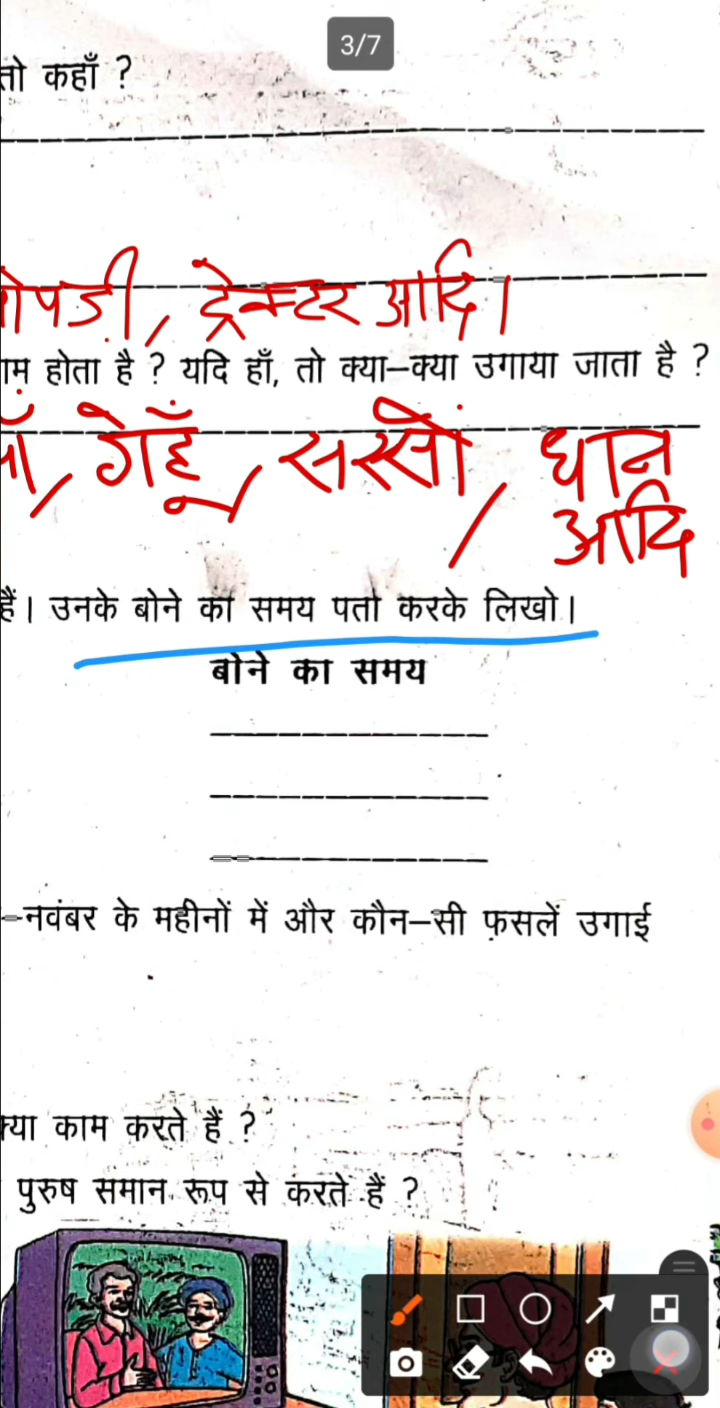 3/7
तो कहाँ ?
ट्रेक्टर आदि।
होता है ? यदि हाँ, तो क्या–क्या उगाया जाता है ?
गेहूँ, सरसों, धान
आदि
हैं। उनके बोने का समय पता करके लिखो।
बोने का समय
–नवंबर के महीनों में और कौन–सी फ़सलें उगाई
क्या काम करते हैं ?
पुरुष समान रूप से करते हैं ?